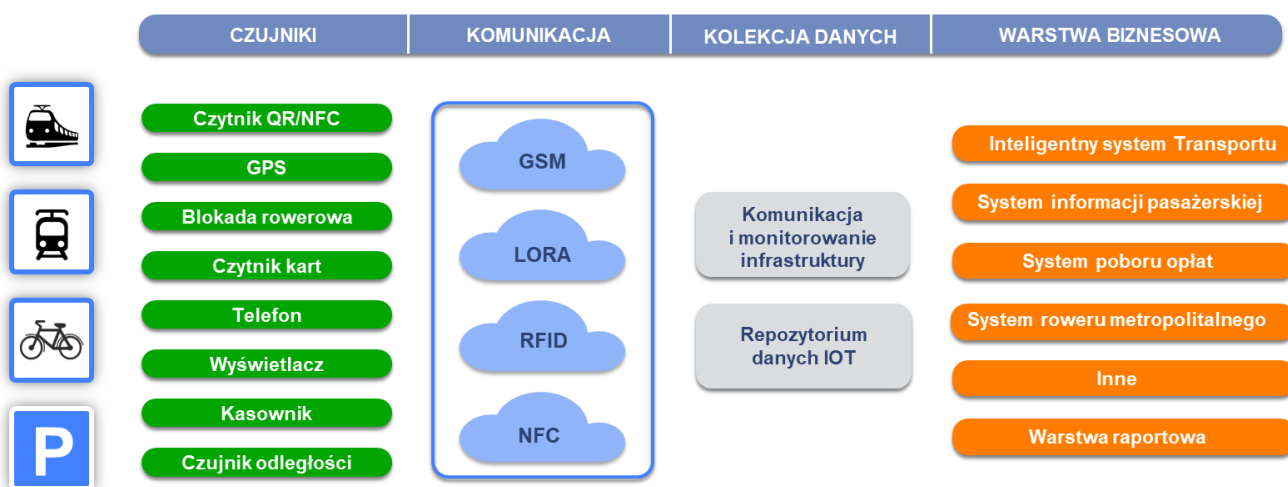 CZUJNIKI
KOMUNIKACJA
KOLEKCJA DANYCH
WARSTWA BIZNESOWA
Czytnik QR/NFC
GPS
Blokada rowerowa
Czytnik kart
Telefon
Wyświetlacz
Kasownik
Czujnik odległości
GSM
LORA
RFID
NFC
Komunikacja
i monitorowanie
infrastruktury
Repozytorium
danych IOT
Inteligentny system Transportu
System informacji pasażerskiej
System poboru opłat
System roweru metropolitalnego
Inne
Warstwa raportowa
P